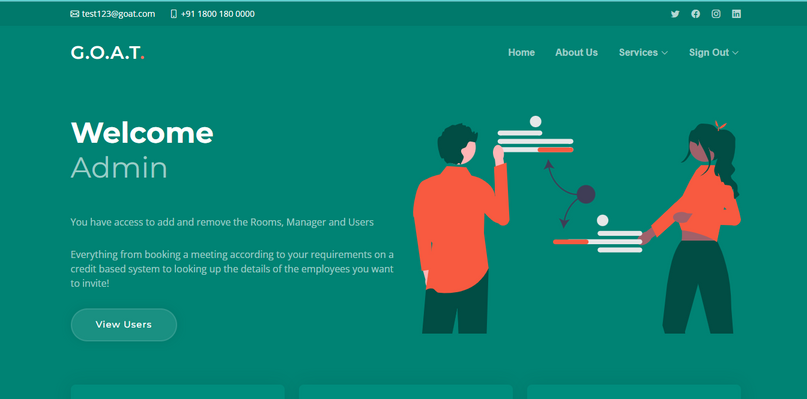 test123@goat.com +91 1800 180 0000
G.O.A.T.
Home About Us Services Sign Out
Welcome
Admin
You have access to add and remove the Rooms, Manager and Users
Everything from booking a meeting according to your requirements on a
credit based system to looking up the details of the employees you want
to invite!
View Users